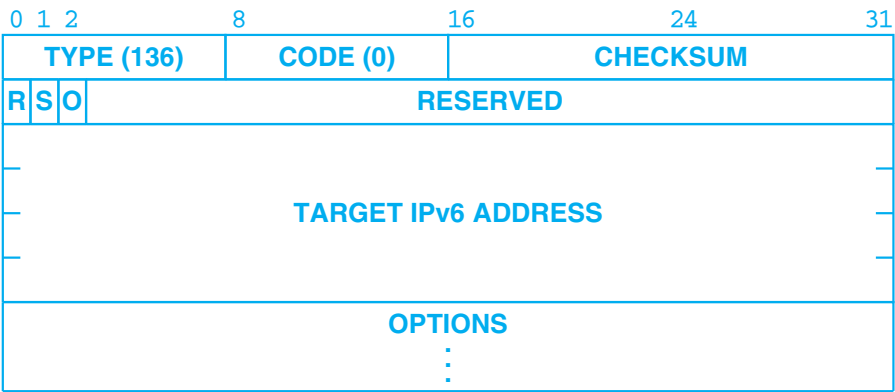 0 1 2 8 16 24 31
TYPE (136) CODE (0) CHECKSUM
R S O RESERVED
TARGET IPv6 ADDRESS
OPTIONS